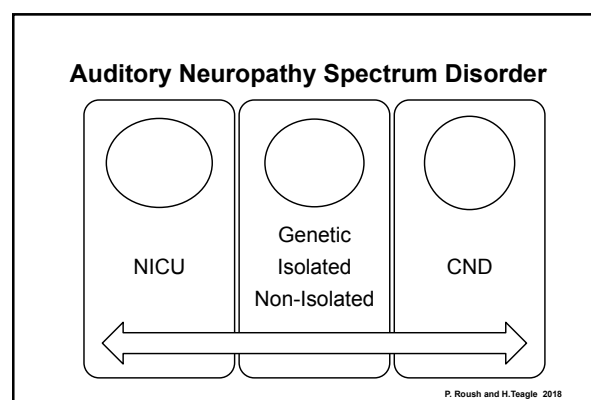 Auditory Neuropathy Spectrum Disorder
NICU
Genetic
Isolated
Non-Isolated
CND
P. Roush and H.Teagle 2018